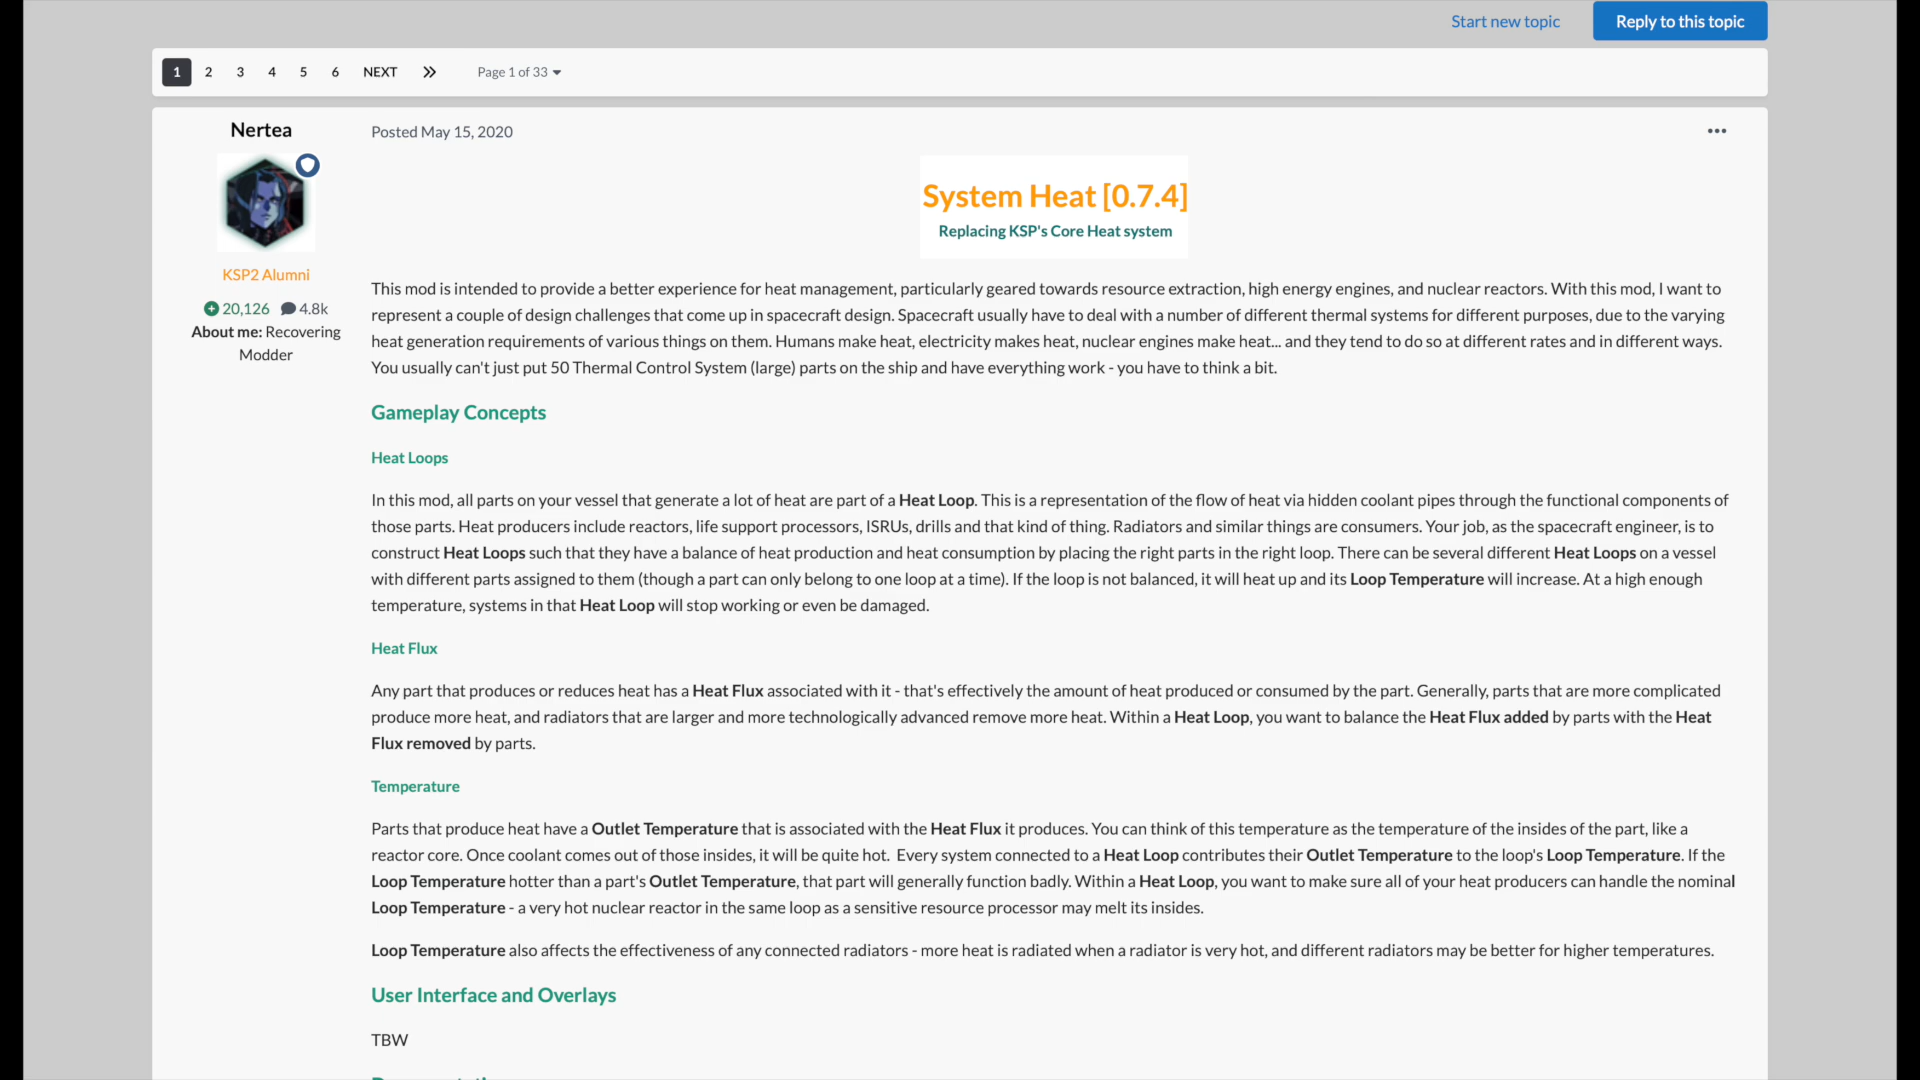 Start new topic
Reply to this topic
1 2 3 4 5 6 NEXT Page 1 of 33
Nertea
Posted May 15, 2020
System Heat [0.7.4]
Replacing KSP's Core Heat system
KSP2 Alumni
20,126 4.8k
About me: Recovering
Modder
This mod is intended to provide a better experience for heat management, particularly geared towards resource extraction, high energy engines, and nuclear reactors. With this mod, I want to
represent a couple of design challenges that come up in spacecraft design. Spacecraft usually have to deal with a number of different thermal systems for different purposes, due to the varying
heat generation requirements of various things on them. Humans make heat, electricity makes heat, nuclear engines make heat... and they tend to do so at different rates and in different ways.
You usually can't just put 50 Thermal Control System (large) parts on the ship and have everything work - you have to think a bit.
Gameplay Concepts
Heat Loops
In this mod, all parts on your vessel that generate a lot of heat are part of a Heat Loop. This is a representation of the flow of heat via hidden coolant pipes through the functional components of
those parts. Heat producers include reactors, life support processors, ISRUs, drills and that kind of thing. Radiators and similar things are consumers. Your job, as the spacecraft engineer, is to
construct Heat Loops such that they have a balance of heat production and heat consumption by placing the right parts in the right loop. There can be several different Heat Loops on a vessel
with different parts assigned to them (though a part can only belong to one loop at a time). If the loop is not balanced, it will heat up and its Loop Temperature will increase. At a high enough
temperature, systems in that Heat Loop will stop working or even be damaged.
Heat Flux
Any part that produces or reduces heat has a Heat Flux associated with it - that's effectively the amount of heat produced or consumed by the part. Generally, parts that are more complicated
produce more heat, and radiators that are larger and more technologically advanced remove more heat. Within a Heat Loop, you want to balance the Heat Flux added by parts with the Heat
Flux removed by parts.
Temperature
Parts that produce heat have a Outlet Temperature that is associated with the Heat Flux it produces. You can think of this temperature as the temperature of the insides of the part, like a
reactor core. Once coolant comes out of those insides, it will be quite hot. Every system connected to a Heat Loop contributes their Outlet Temperature to the loop's Loop Temperature. If the
Loop Temperature hotter than a part's Outlet Temperature, that part will generally function badly. Within a Heat Loop, you want to make sure all of your heat producers can handle the nominal
Loop Temperature - a very hot nuclear reactor in the same loop as a sensitive resource processor may melt its insides.
Loop Temperature also affects the effectiveness of any connected radiators - more heat is radiated when a radiator is very hot, and different radiators may be better for higher temperatures.
User Interface and Overlays
TBW